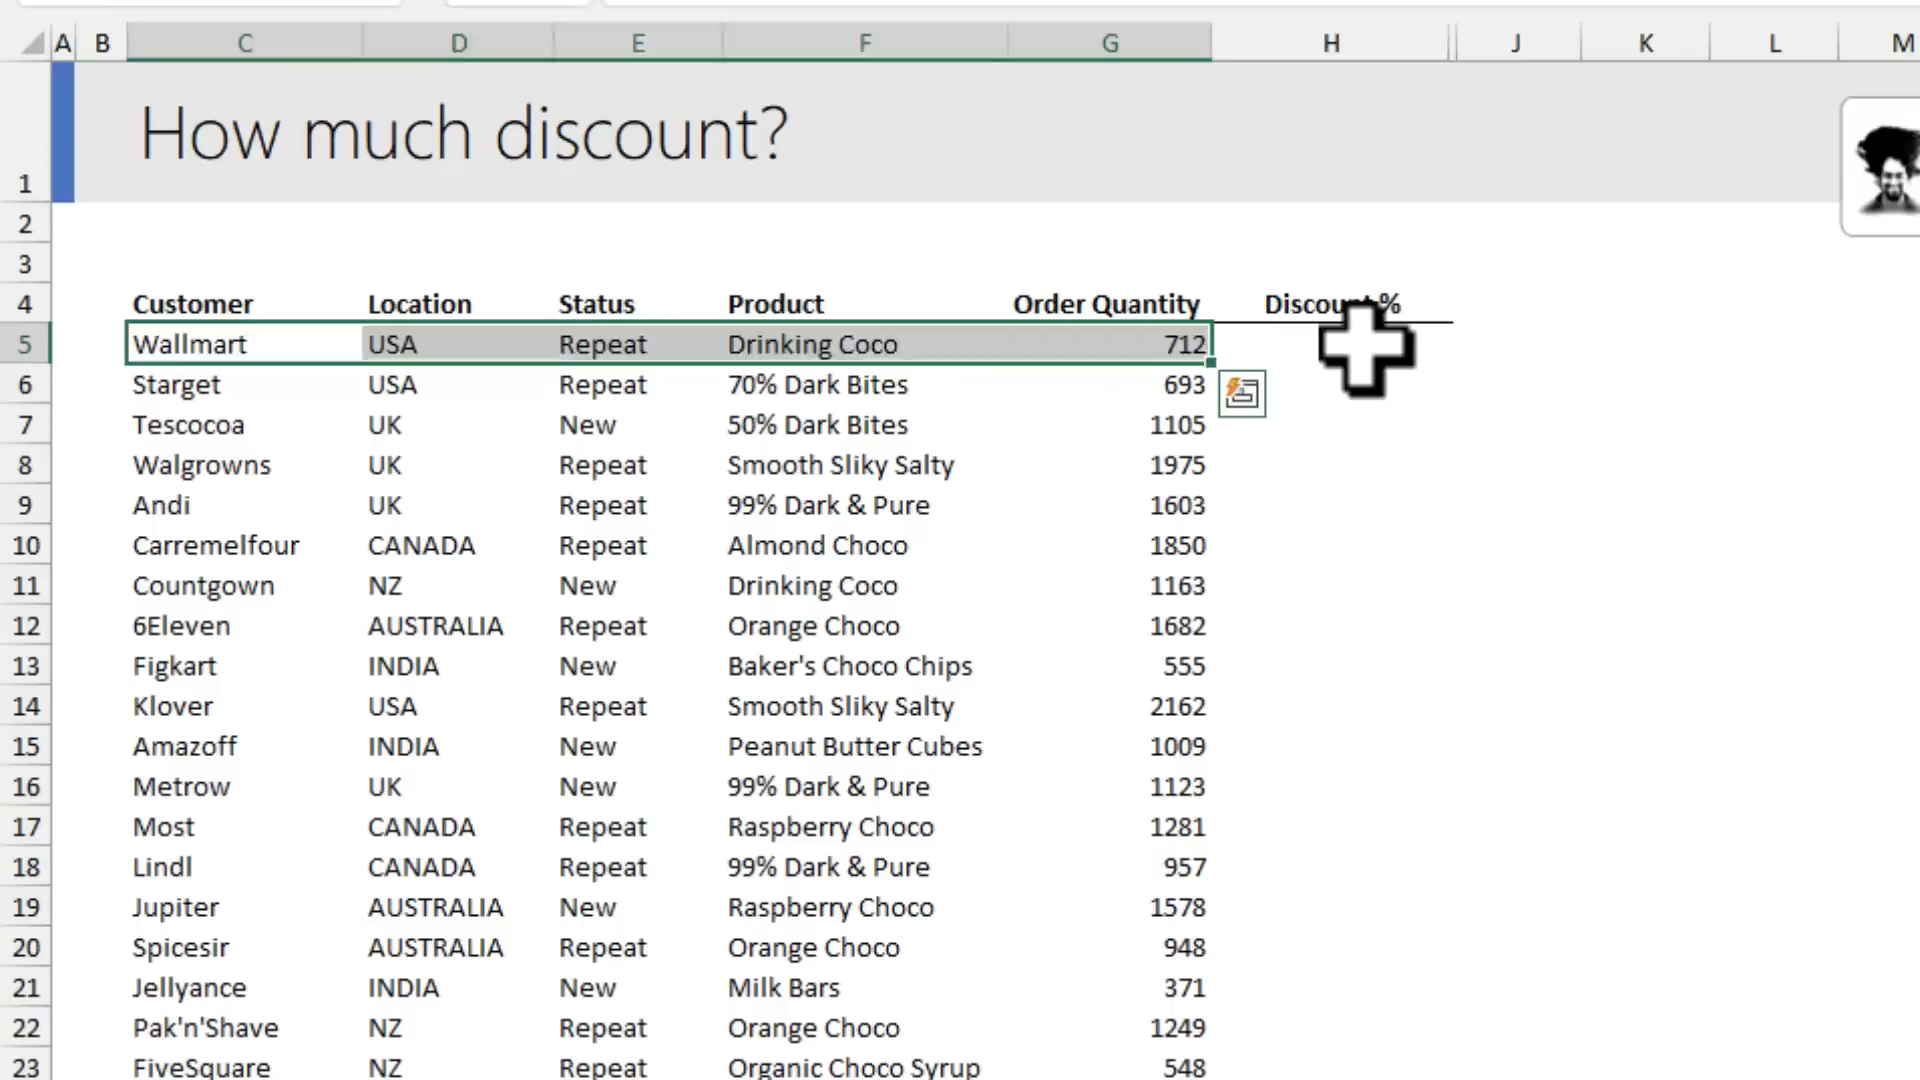 A B C D E F G H J K L M
1 How much discount?
2
3
4 Customer Location Status Product Order Quantity Discount %
5 Wallmart USA Repeat Drinking Coco 712
6 Starget USA Repeat 70% Dark Bites 693
7 Tescocoa UK New 50% Dark Bites 1105
8 Walgrowns UK Repeat Smooth Sliky Salty 1975
9 Andi UK Repeat 99% Dark & Pure 1603
10 Carremelfour CANADA Repeat Almond Choco 1850
11 Countgown NZ New Drinking Coco 1163
12 6Eleven AUSTRALIA Repeat Orange Choco 1682
13 Figkart INDIA New Baker's Choco Chips 555
14 Klover USA Repeat Smooth Sliky Salty 2162
15 Amazoff INDIA New Peanut Butter Cubes 1009
16 Metrow UK New 99% Dark & Pure 1123
17 Most CANADA Repeat Raspberry Choco 1281
18 Lindl CANADA Repeat 99% Dark & Pure 957
19 Jupiter AUSTRALIA New Raspberry Choco 1578
20 Spicesir AUSTRALIA Repeat Orange Choco 948
21 Jellyance INDIA New Milk Bars 371
22 Pak'n'Shave NZ Repeat Orange Choco 1249
23 FiveSquare NZ Repeat Organic Choco Syrup 548